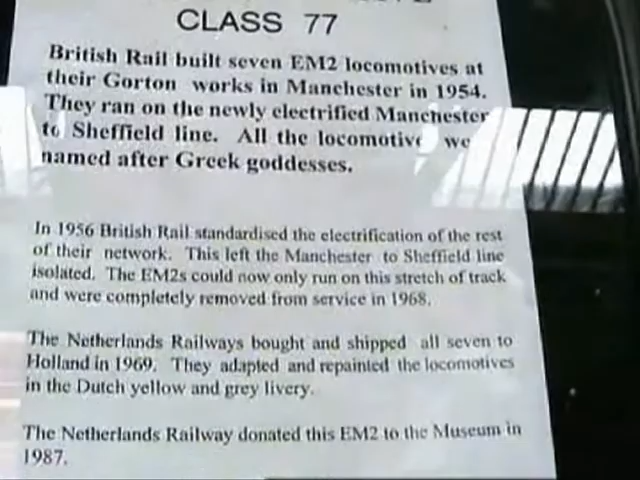 CLASS 77
British Rail built seven EM2 locomotives at
their Gorton works in Manchester in 1954.
They ran on the newly electrified Manchester
to Sheffield line. All the locomotive we
named after Greek goddesses.
In 1956 British Rail standardised the electrification of the rest
of their network. This left the Manchester to Sheffield line
isolated. The EM2s could now only run on this stretch of track
and were completely removed from service in 1968.
The Netherlands Railways bought and shipped all seven to
Holland in 1969. They adapted and repainted the locomotives
in the Dutch yellow and grey livery.
The Netherlands Railway donated this EM2 to the Museum in
1987.